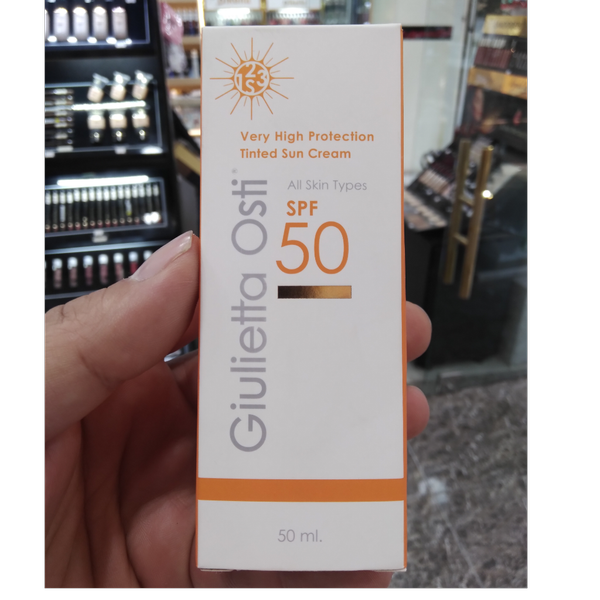 Very High Protection
Tinted Sun Cream
All Skin Types
SPF
50
Giulietta Osti
50 ml.